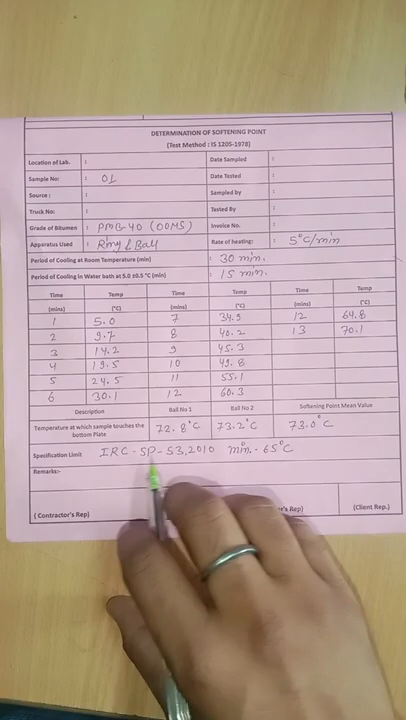 DETERMINATION OF SOFTENING POINT
(Test Method : IS 1205-1978)
Location of Lab. : Date Sampled :
Sample No: : 01 Date Tested :
Source : : Sampled by :
Truck No: : Tested By :
Grade of Bitumen : PMB-40 (OOMS) Invoice No. :
Apparatus Used : Ring & Ball Rate of heating: : 5°C/min
Period of Cooling at Room Temperature (min) : 30 min.
Period of Cooling in Water bath at 5.0 ±0.5 °C (min) : 15 min.
Time Temp Time Temp Time Temp
(mins) (°C) (mins) (°C) (mins) (°C)
1 5.0 7 34.9 12 64.8
2 9.7 8 40.2 13 70.1
3 14.2 9 45.3
4 19.5 10 49.8
5 24.5 11 55.1
6 30.1 12 60.3
Description Ball No 1 Ball No 2 Softening Point Mean Value
Temperature at which sample touches the bottom Plate 72.8°C 73.2°C 73.0°C
Specification Limit IRC-SP-53,2010 min.-65°C
Remarks:-
(Contractor's Rep) r's Rep) (Client Rep.)